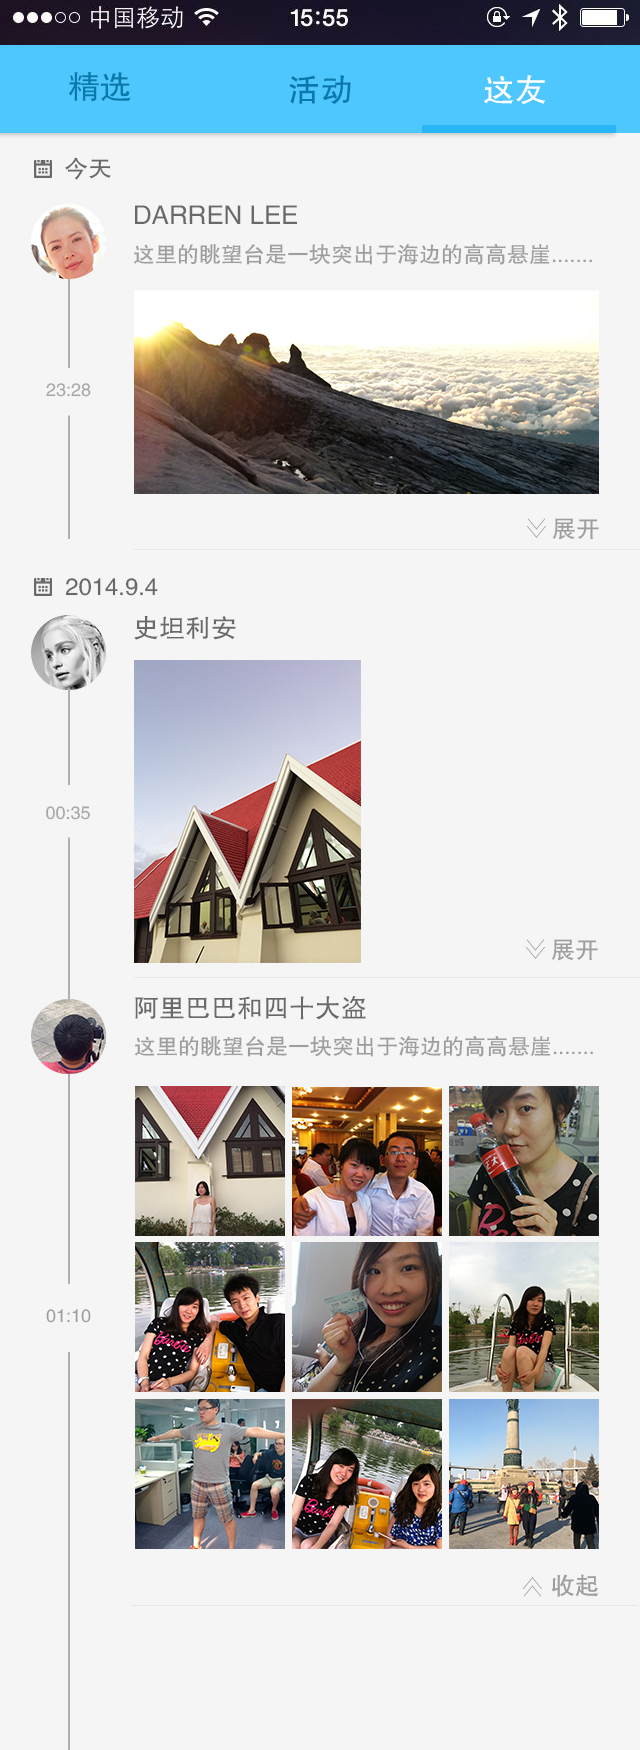 中国移动 15:55
精选 活动 这友
今天
DARREN LEE
这里的眺望台是一块突出于海边的高高悬崖.......
23:28
展开
2014.9.4
史坦利安
00:35
展开
阿里巴巴和四十大盗
这里的眺望台是一块突出于海边的高高悬崖.......
01:10
收起